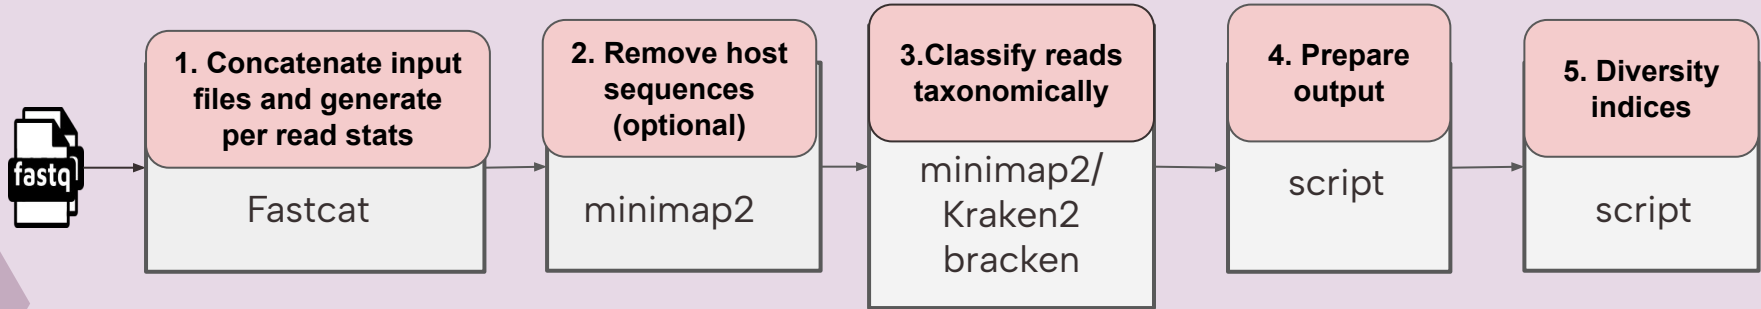 fastq
1. Concatenate input
files and generate
per read stats
Fastcat
2. Remove host
sequences
(optional)
minimap2
3.Classify reads
taxonomically
minimap2/
Kraken2
bracken
4. Prepare
output
script
5. Diversity
indices
script